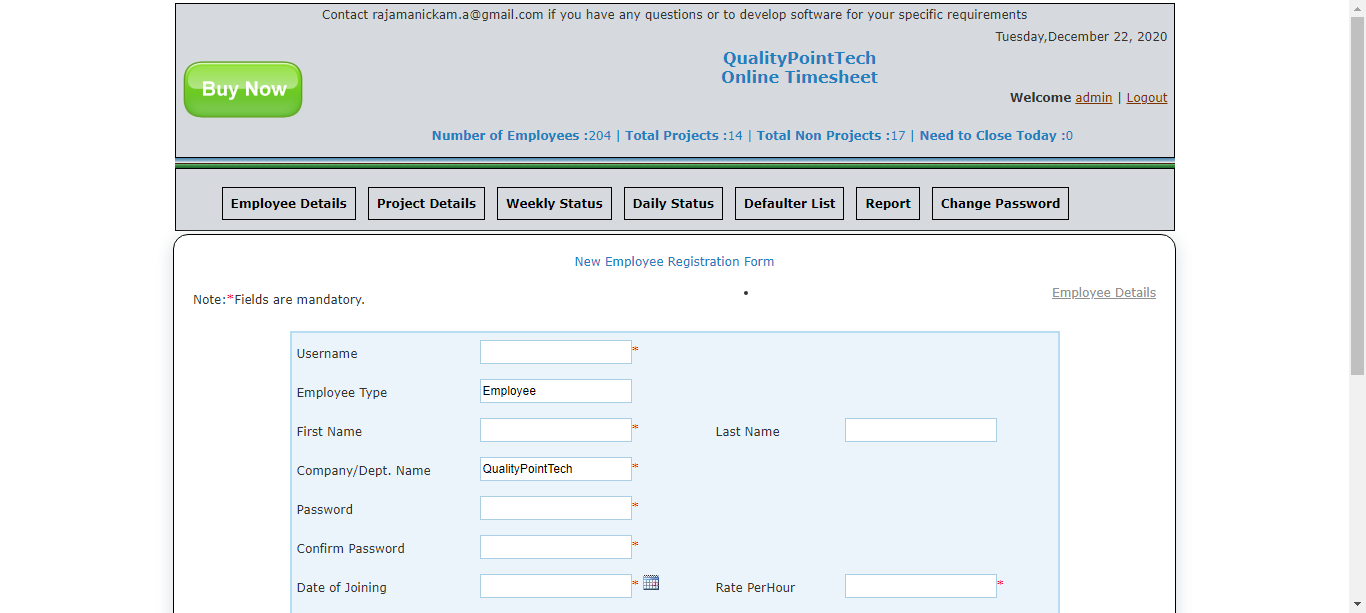 Contact rajamanickam.a@gmail.com if you have any questions or to develop software for your specific requirements
Tuesday,December 22, 2020
QualityPointTech
Online Timesheet
Buy Now
Welcome admin | Logout
Number of Employees :204 | Total Projects :14 | Total Non Projects :17 | Need to Close Today :0
Employee Details Project Details Weekly Status Daily Status Defaulter List Report Change Password
New Employee Registration Form
Employee Details
Note:*Fields are mandatory.
Username *
Employee Type Employee
First Name * Last Name
Company/Dept. Name QualityPointTech *
Password *
Confirm Password *
Date of Joining * Rate PerHour *